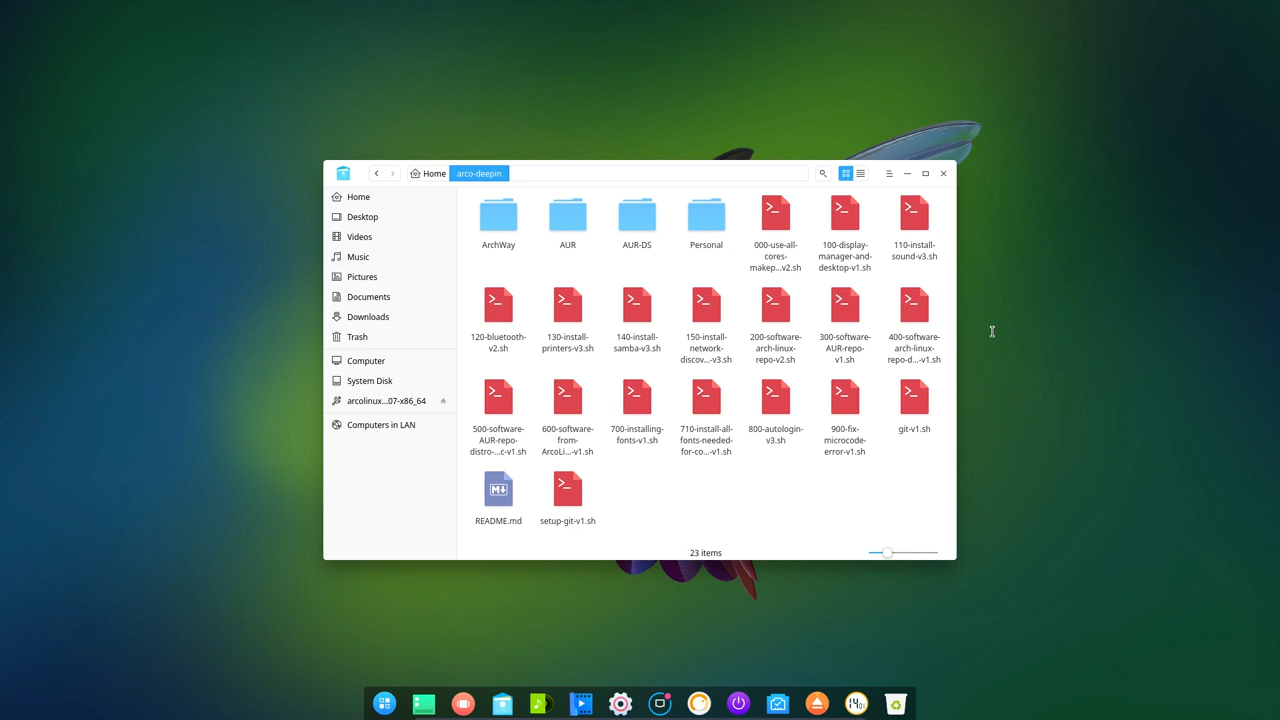 Home
arco-deepin
Home
Desktop
Videos
Music
Pictures
Documents
Downloads
Trash
Computer
System Disk
arcolinux...07-x86_64
Computers in LAN
ArchWay
AUR
AUR-DS
Personal
000-use-all-
cores-
makep...v2.sh
100-display-
manager-and-
desktop-v1.sh
110-install-
sound-v3.sh
120-bluetooth-
v2.sh
130-install-
printers-v3.sh
140-install-
samba-v3.sh
150-install-
network-
discov...-v3.sh
200-software-
arch-linux-
repo-v2.sh
300-software-
AUR-repo-
v1.sh
400-software-
arch-linux-
repo-d...-v1.sh
500-software-
AUR-repo-
distro-...c-v1.sh
600-software-
from-
ArcoLi...-v1.sh
700-installing-
fonts-v1.sh
710-install-all-
fonts-needed-
for-co...-v1.sh
800-autologin-
v3.sh
900-fix-
microcode-
error-v1.sh
git-v1.sh
README.md
setup-git-v1.sh
23 items